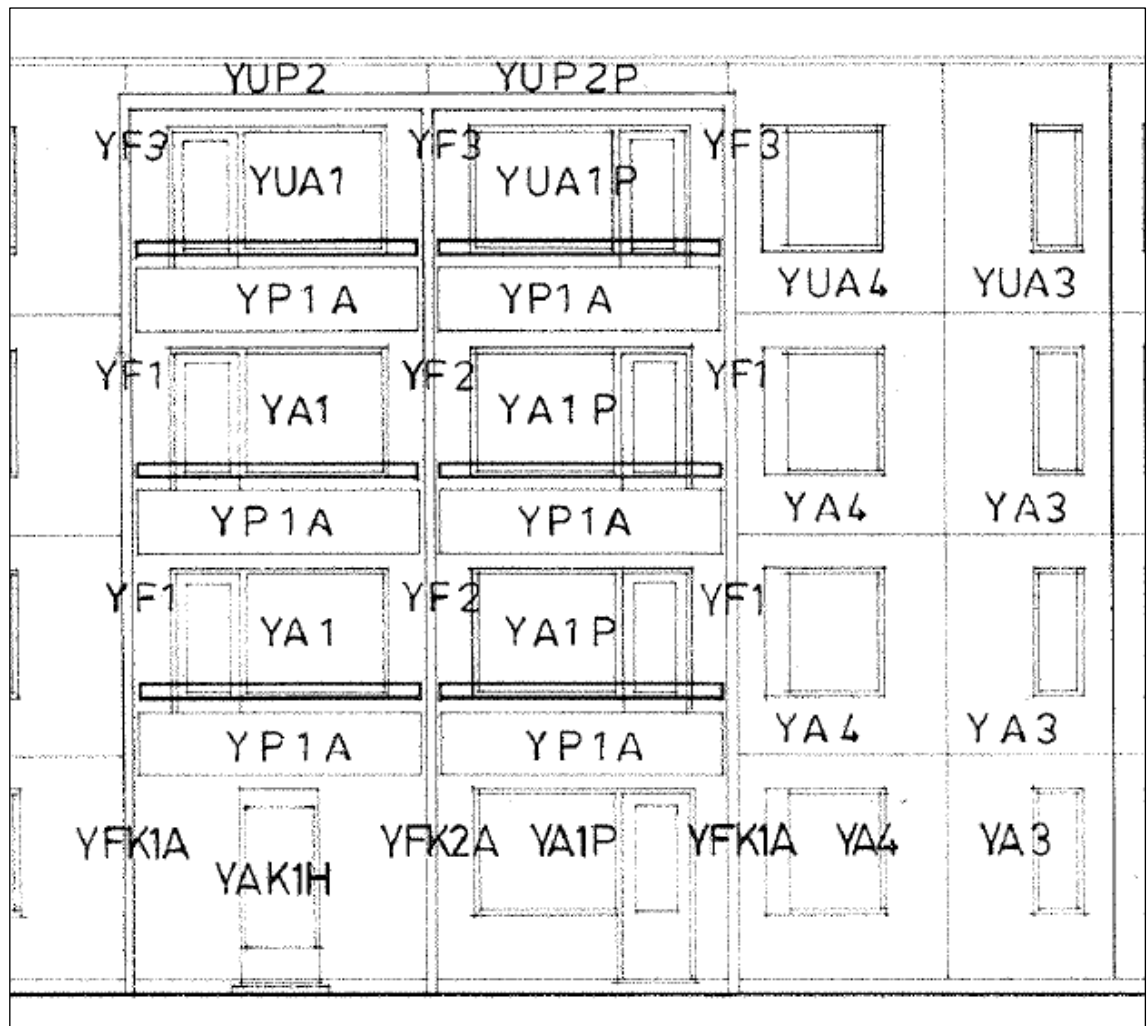 YUP2 YUP2P
YF3 YF3 YF3
YUA1 YUA1P
YUA4 YUA3
YP1A YP1A
YF1 YF2 YF1
YA1 YA1P
YA4 YA3
YP1A YP1A
YF1 YF2 YF1
YA1 YA1P
YA4 YA3
YP1A YP1A
YFK1A YFK2A YA1P YFK1A YA4 YA3
YAK1H